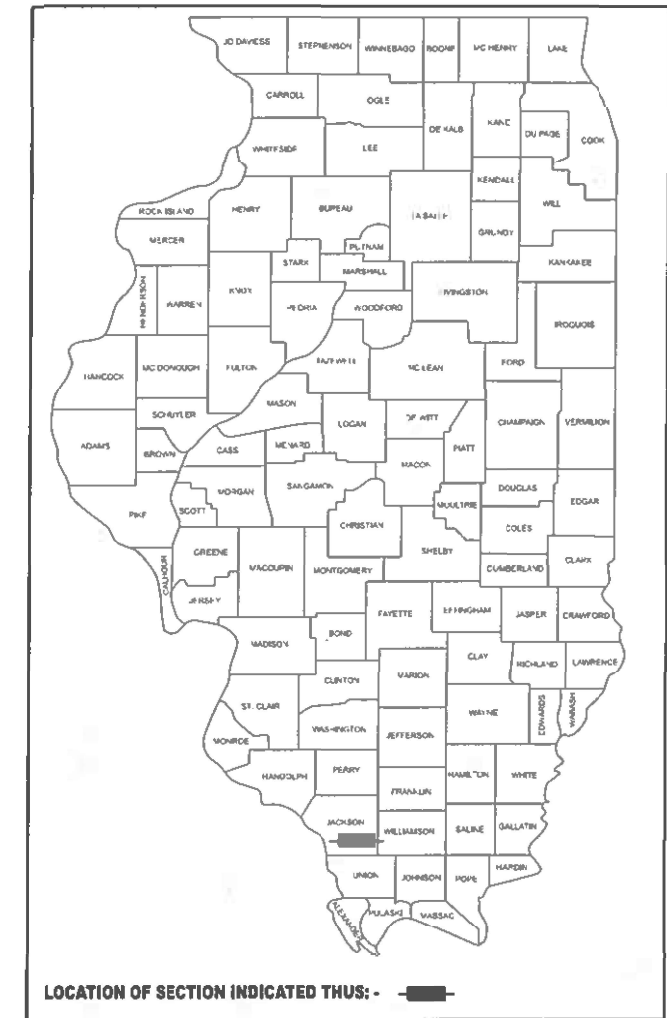 JO DAVIESS STEPHENSON WINNEBAGO BOONE MC HENRY LAKE
CARROLL OGLE DE KALB KANE DU PAGE COOK
WHITESIDE LEE KENDALL WILL
ROCK ISLAND HENRY BUREAU LA SALLE GRUNDY
MERCER PUTNAM KANKAKEE
HENDERSON WARREN KNOX STARK MARSHALL LIVINGSTON
PEORIA WOODFORD IROQUOIS
HANCOCK MC DONOUGH FULTON TAZEWELL MC LEAN FORD
SCHUYLER MASON LOGAN DE WITT CHAMPAIGN VERMILION
ADAMS BROWN CASS MENARD PIATT
MACON
PIKE SCOTT MORGAN SANGAMON CHRISTIAN MOULTRIE DOUGLAS EDGAR
COLES
CALHOUN GREENE MACOUPIN MONTGOMERY SHELBY CUMBERLAND CLARK
JERSEY FAYETTE EFFINGHAM JASPER CRAWFORD
MADISON BOND
CLINTON MARION CLAY RICHLAND LAWRENCE
ST. CLAIR WASHINGTON WAYNE EDWARDS WABASH
MONROE JEFFERSON
RANDOLPH PERRY HAMILTON WHITE
FRANKLIN
JACKSON WILLIAMSON SALINE GALLATIN
UNION JOHNSON POPE HARDIN
ALEXANDER PULASKI MASSAC
LOCATION OF SECTION INDICATED THUS: -